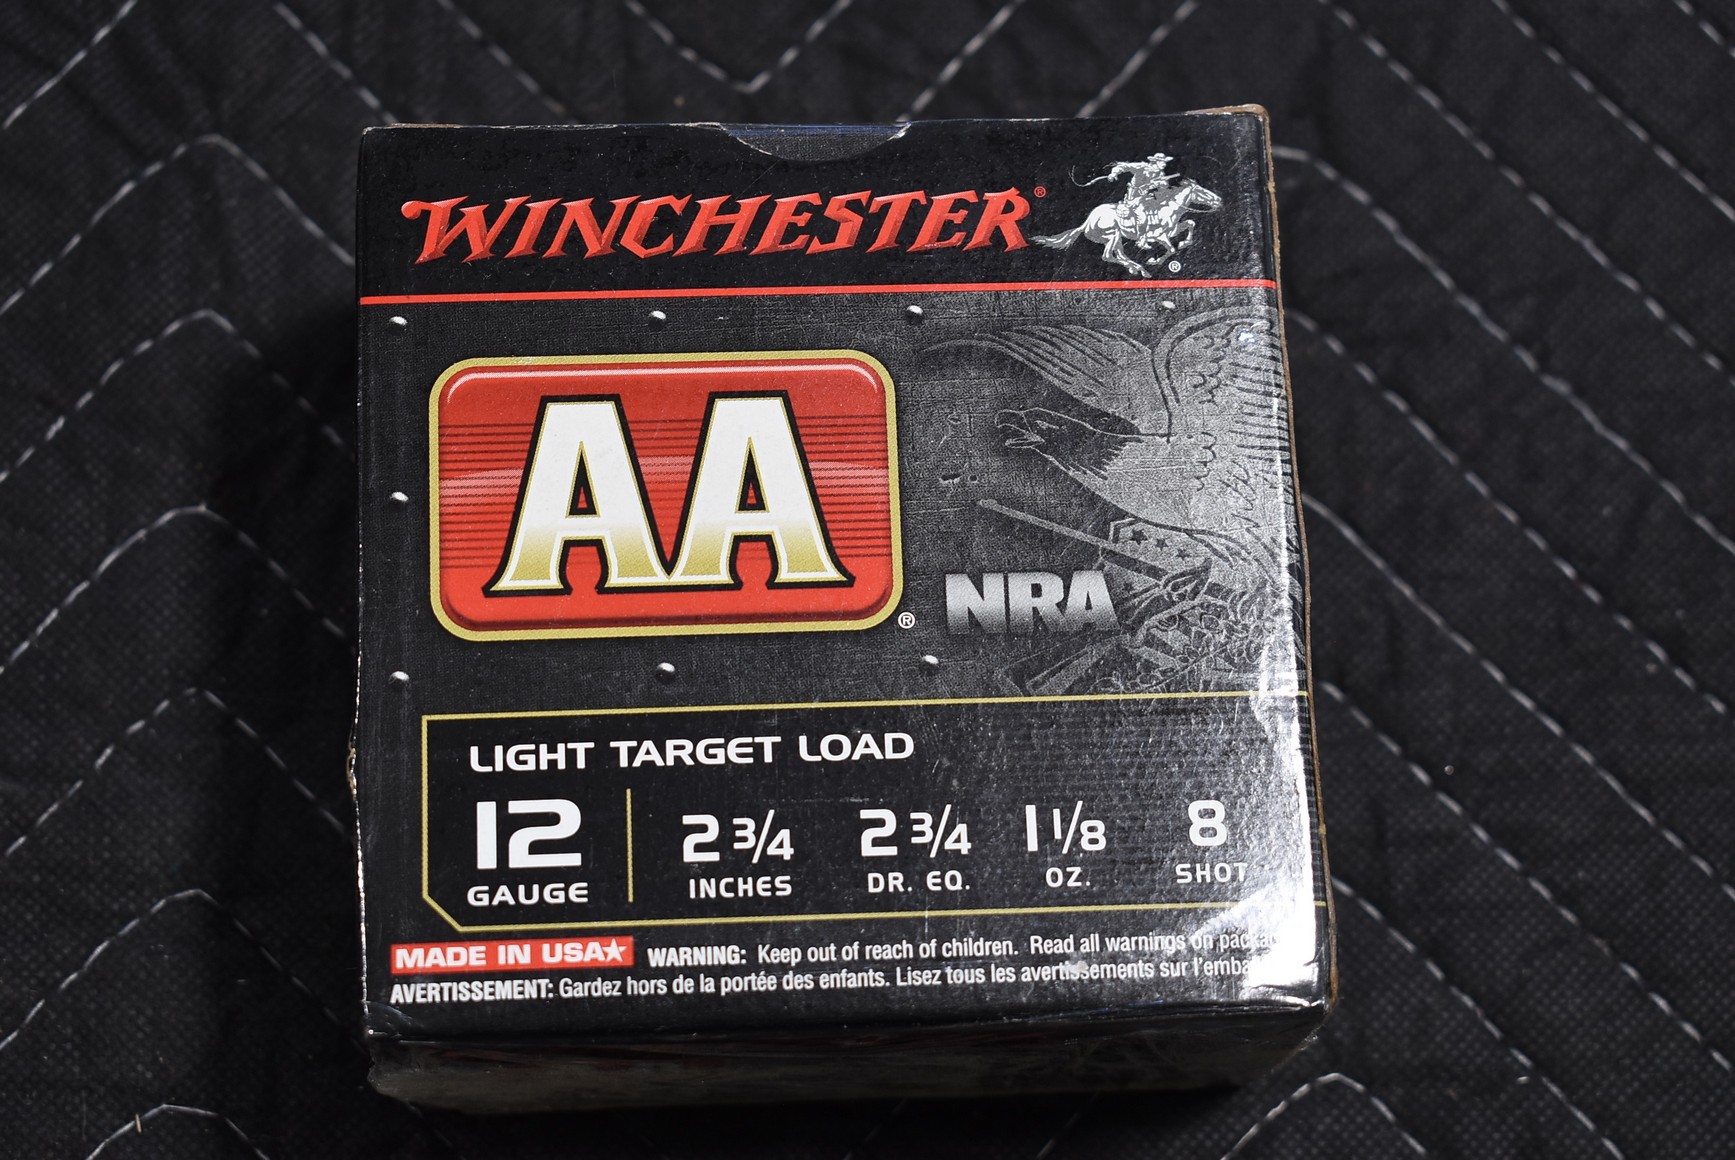 WINCHESTER®
®
AA®
NRA
LIGHT TARGET LOAD
12 2 3/4 2 3/4 1 1/8 8
GAUGE INCHES DR. EQ. OZ. SHOT
MADE IN USA★ WARNING: Keep out of reach of children. Read all warnings on
AVERTISSEMENT: Gardez hors de la portée des enfants. Lisez tous les avertissements sur